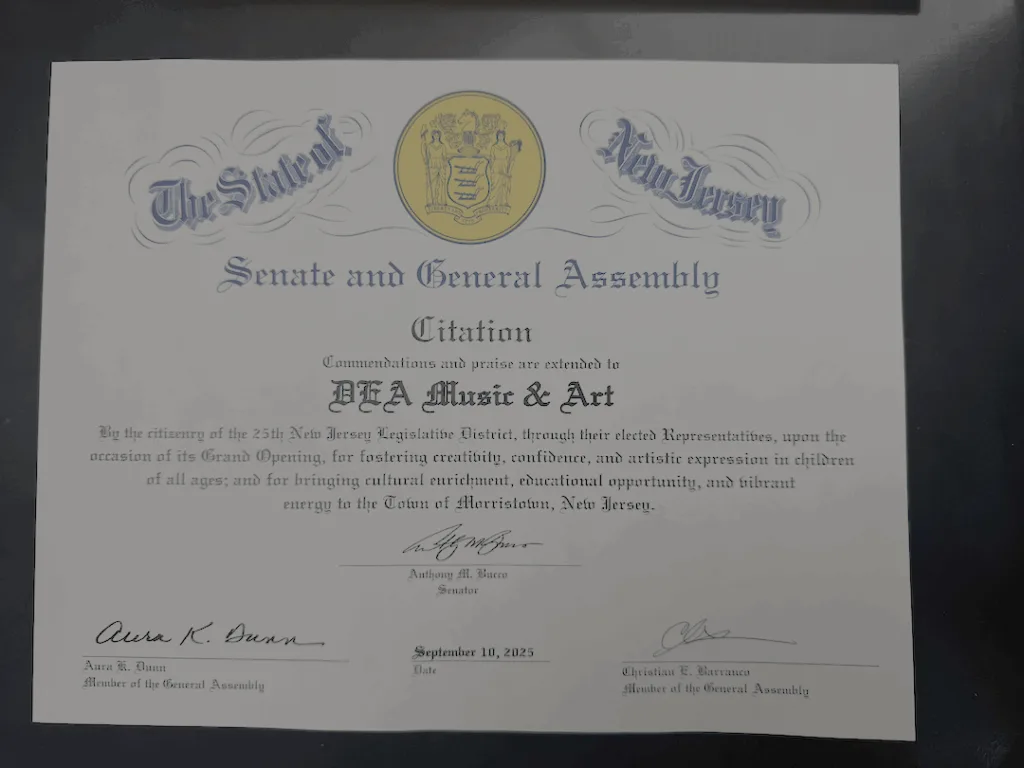 The State of New Jersey
Senate and General Assembly
Citation
Commendations and praise are extended to
DEA Music & Art
By the citizenry of the 25th New Jersey Legislative District, through their elected Representatives, upon the
occasion of its Grand Opening, for fostering creativity, confidence, and artistic expression in children
of all ages; and for bringing cultural enrichment, educational opportunity, and vibrant
energy to the Town of Morristown, New Jersey.
Anthony M. Bucco
Senator
Aura K. Dunn
Aura K. Dunn
Member of the General Assembly
September 10, 2025
Date
Christian E. Barranco
Member of the General Assembly